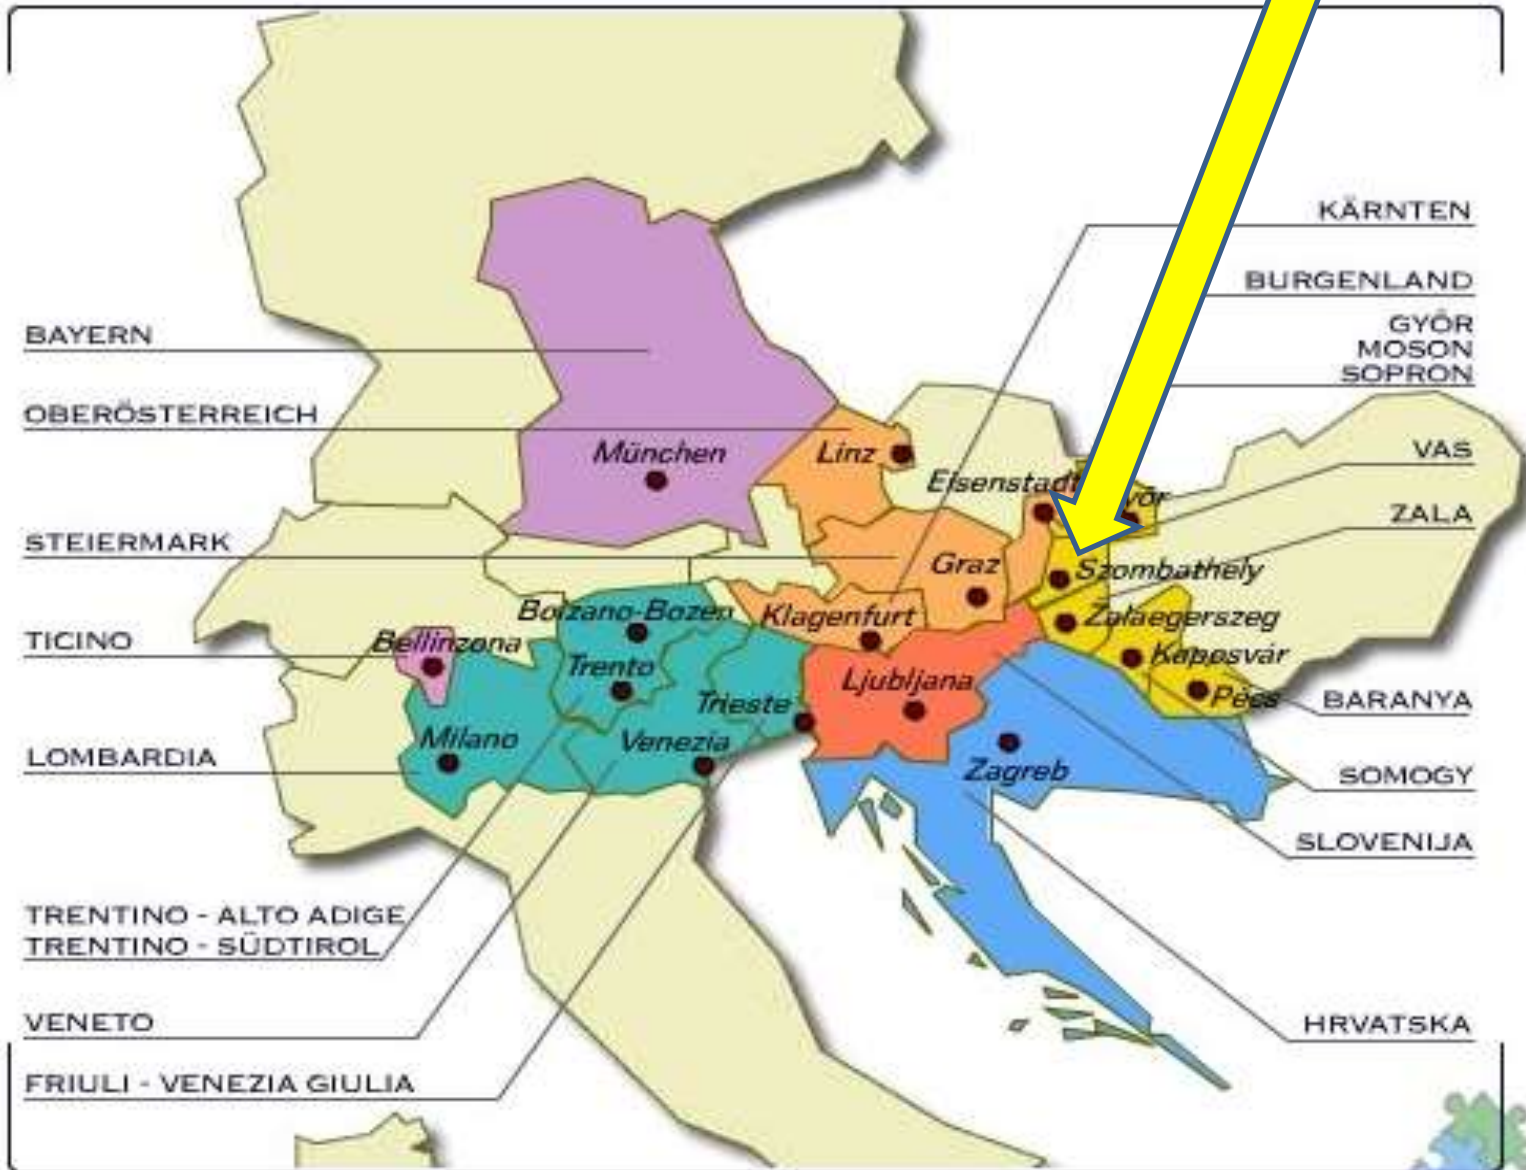 BAYERN
OBERÖSTERREICH
STEIERMARK
TICINO
LOMBARDIA
TRENTINO - ALTO ADIGE
TRENTINO - SÜDTIROL
VENETO
FRIULI - VENEZIA GIULIA
München
Linz
Eisenstadt
Graz
Szombathely
Bolzano-Bozen
Klagenfurt
Zalaegerszeg
Bellinzona
Trento
Kapposvár
Ljubljana
Pécs
Trieste
Milano
Venezia
Zagreb
KÄRNTEN
BURGENLAND
GYÔR
MOSON
SOPRON
VAS
ZALA
BARANYA
SOMOGY
SLOVENIJA
HRVATSKA